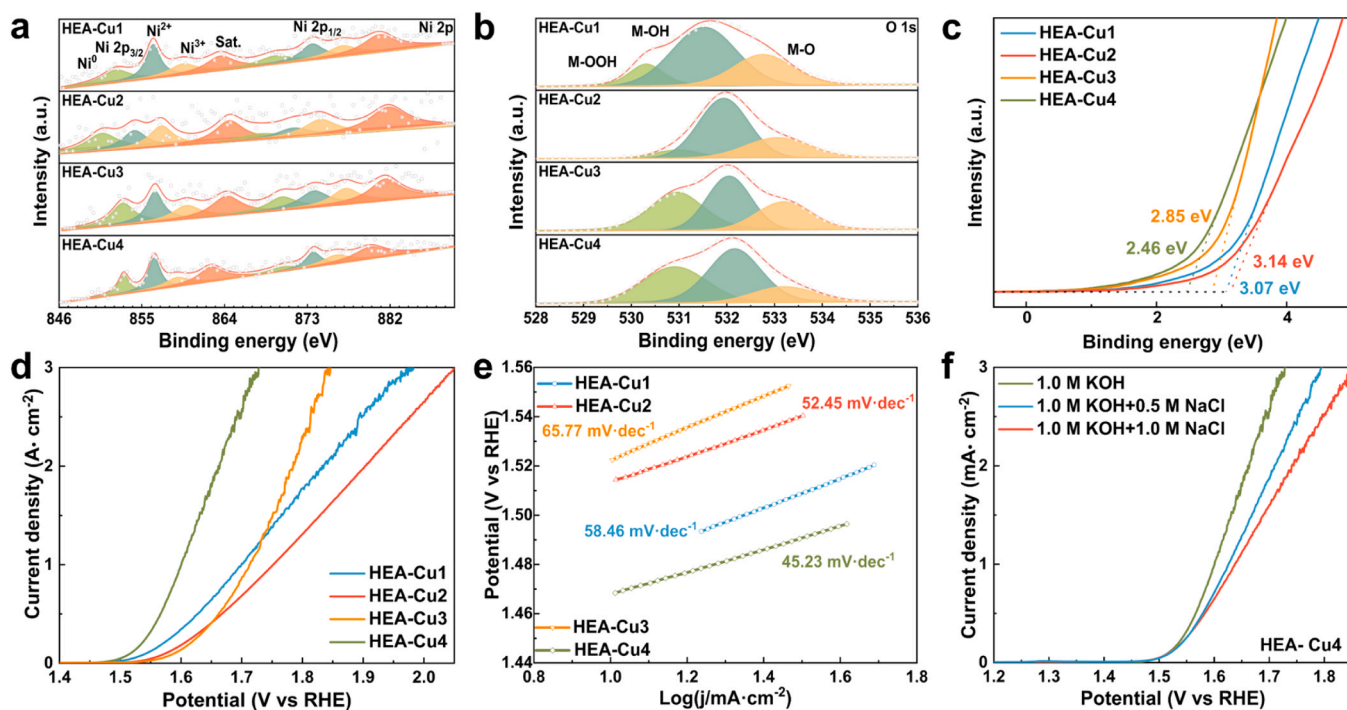 a
HEA-Cu1
Ni 2p3/2
Ni0
Ni2+
Ni3+
Sat.
Ni 2p1/2
Ni 2p
HEA-Cu2
HEA-Cu3
HEA-Cu4
Intensity (a.u.)
846 855 864 873 882
Binding energy (eV)
b
HEA-Cu1
M-OOH
M-OH
M-O
O 1s
HEA-Cu2
HEA-Cu3
HEA-Cu4
Intensity (a.u.)
528 529 530 531 532 533 534 535 536
Binding energy (eV)
c
HEA-Cu1
HEA-Cu2
HEA-Cu3
HEA-Cu4
2.85 eV
2.46 eV
3.14 eV
3.07 eV
Intensity (a.u.)
0 2 4
Binding energy (eV)
d
3
2
1
0
Current density (A· cm-2)
HEA-Cu1
HEA-Cu2
HEA-Cu3
HEA-Cu4
1.4 1.5 1.6 1.7 1.8 1.9 2.0
Potential (V vs RHE)
e
1.56
1.54
1.52
1.50
1.48
1.46
1.44
Potential (V vs RHE)
HEA-Cu1
HEA-Cu2
52.45 mV·dec-1
65.77 mV·dec-1
58.46 mV·dec-1
45.23 mV·dec-1
HEA-Cu3
HEA-Cu4
0.8 1.0 1.2 1.4 1.6 1.8
Log(j/mA·cm-2)
f
3
2
1
0
Current density (mA· cm-2)
1.0 M KOH
1.0 M KOH+0.5 M NaCl
1.0 M KOH+1.0 M NaCl
HEA- Cu4
1.2 1.3 1.4 1.5 1.6 1.7 1.8
Potential (V vs RHE)